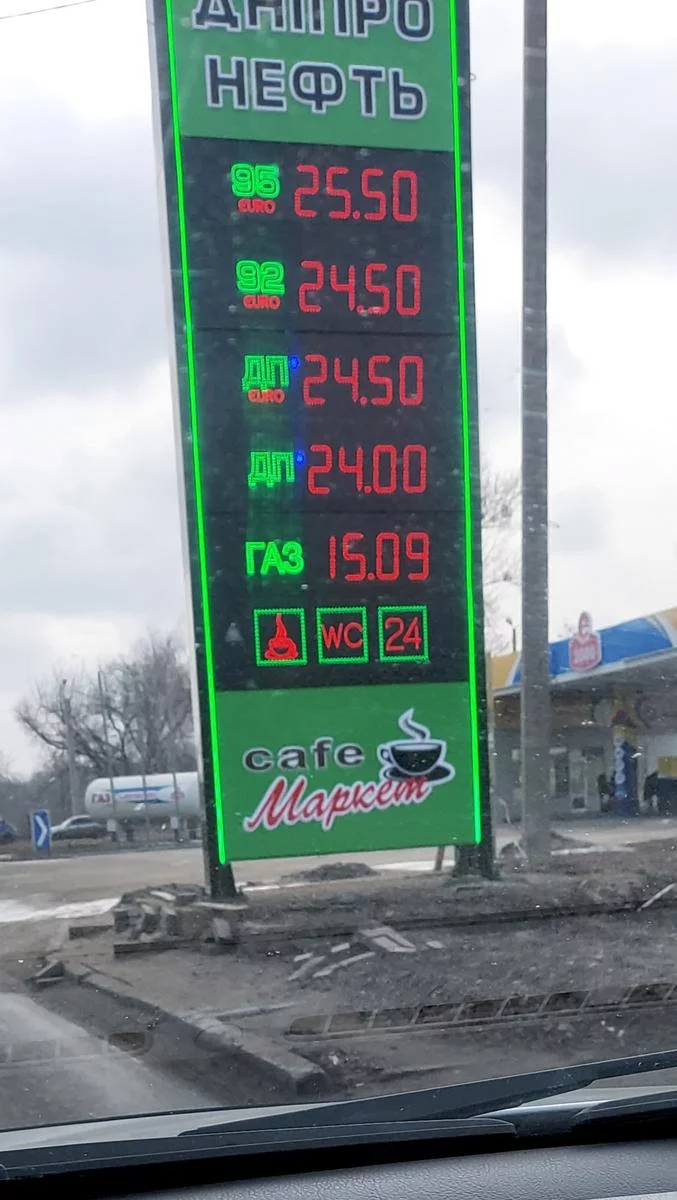 ДНІПРО
НЕФТЬ
95 25.50
EURO
92 24.50
EURO
ДП 24.50
EURO
ДП 24.00
ГАЗ 15.09
WC 24
cafe
Маркет
ГАЗ